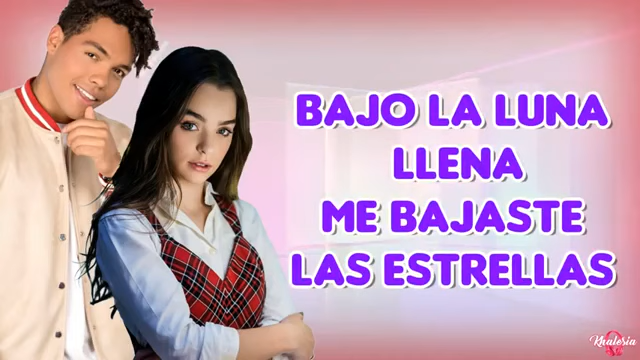 BAJO LA LUNA
LLENA
ME BAJASTE
LAS ESTRELLAS
Khalesia